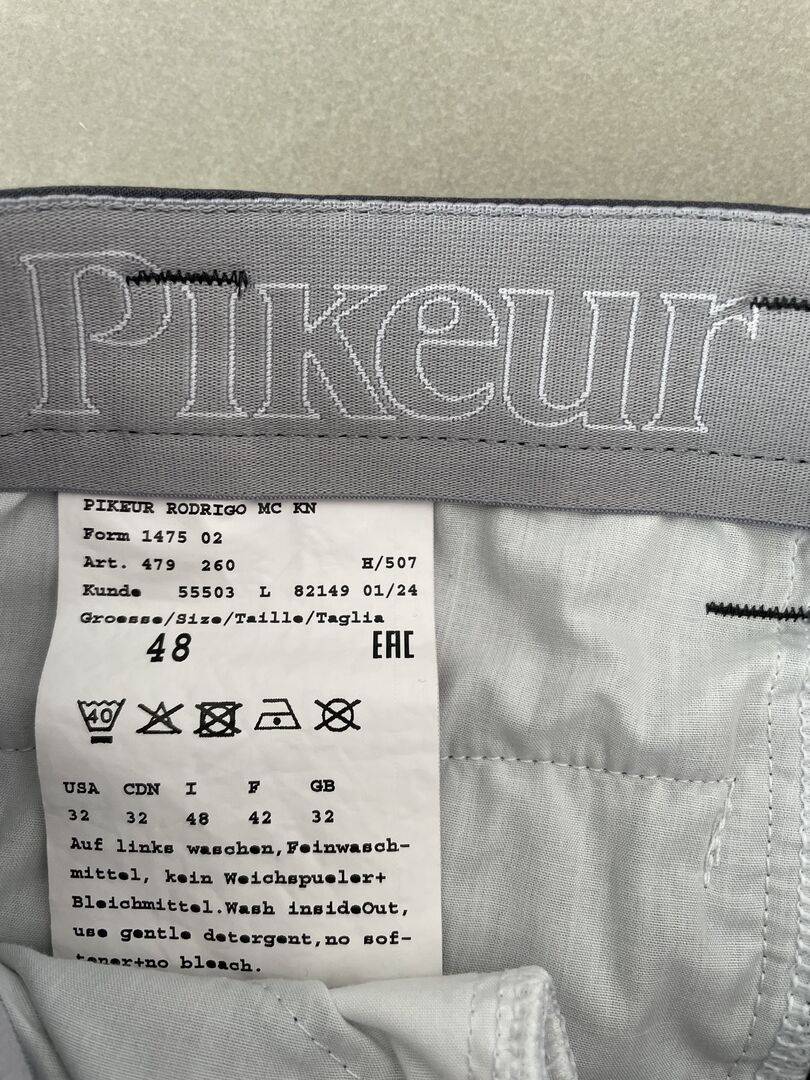 Pikeur
PIKEUR RODRIGO MC KN
Form 1475 02
Art. 479 260 H/507
Kunde 55503 L 82149 01/24
Groesse/Size/Taille/Taglia
48 EAC
40
USA CDN I F GB
32 32 48 42 32
Auf links waschen,Feinwasch-
mittel, kein Weichspueler+
Bleichmittel.Wash insideOut,
use gentle detergent,no sof-
tener+no bleach.